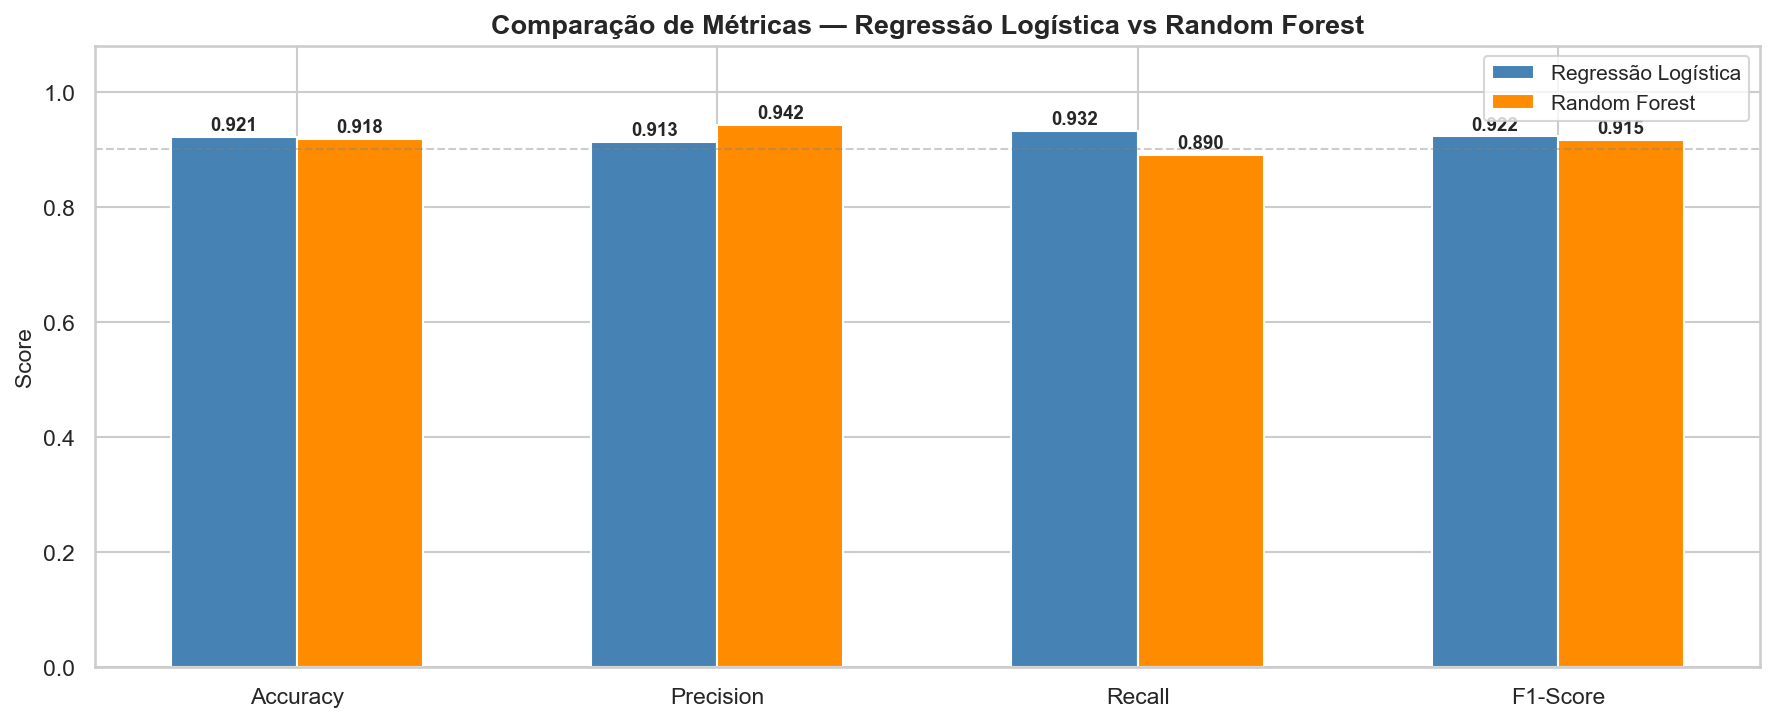 Comparação de Métricas — Regressão Logística vs Random Forest
Regressão Logística
Random Forest
Score
1.0
0.8
0.6
0.4
0.2
0.0
0.921
0.918
0.913
0.942
0.932
0.890
0.922
0.915
Accuracy
Precision
Recall
F1-Score